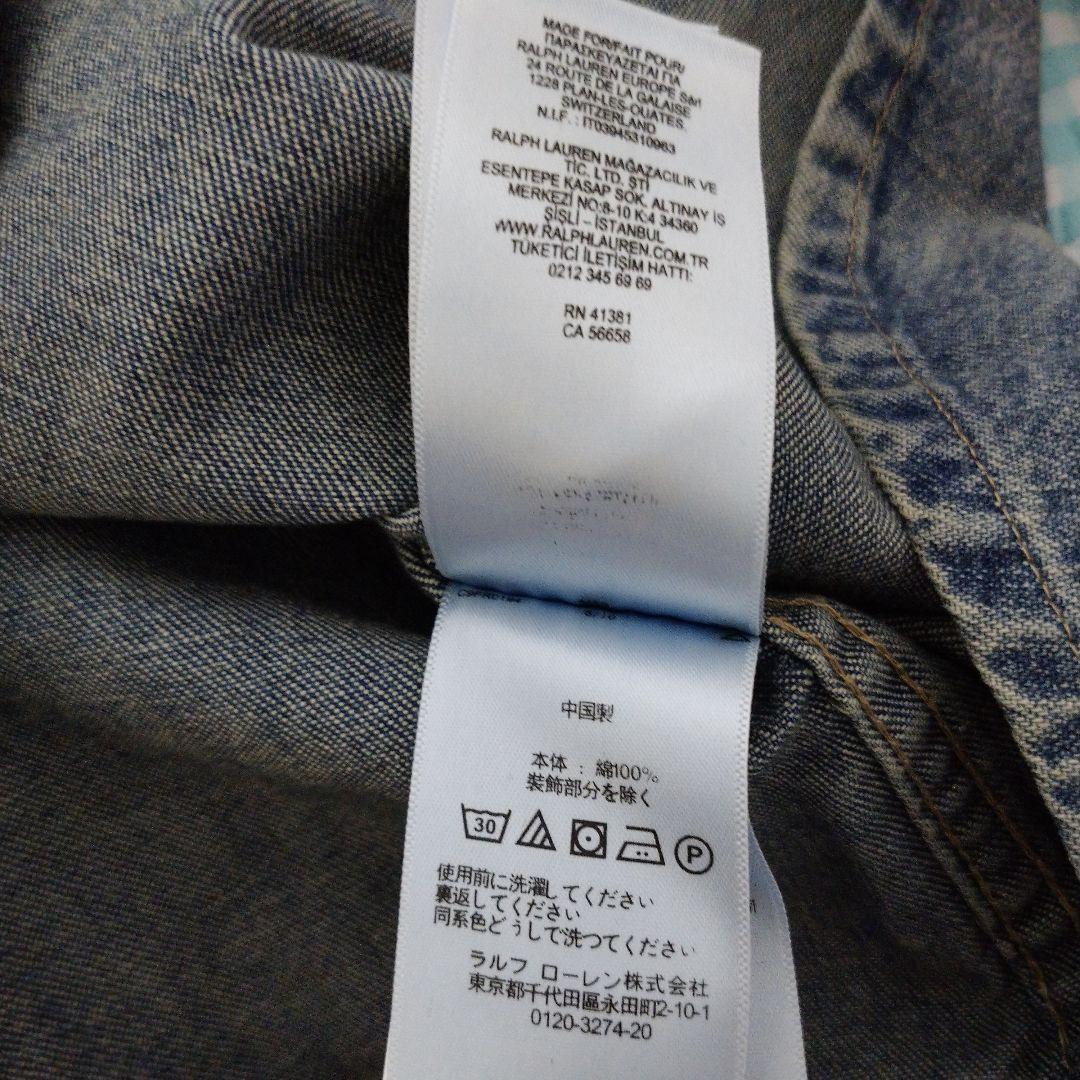 MADE FOR/FAIT POUR/
ΠΑΡΑΣΚΕΥΑΖΕΤΑΙ ΓΙΑ
RALPH LAUREN EUROPE Sàrl
24 ROUTE DE LA GALAISE
1228 PLAN-LES-OUATES,
SWITZERLAND
N.I.F. : IT03945310963
RALPH LAUREN MAĞAZACILIK VE
TİC. LTD. ŞTİ
ESENTEPE KASAP SOK. ALTINAY İŞ
MERKEZİ NO:8-10 K:4 34360
ŞİSLİ – ISTANBUL
WWW.RALPHLAUREN.COM.TR
TÜKETİCİ İLETİŞİM HATTI:
0212 345 69 69
RN 41381
CA 56658
中国製
本体 : 綿100%
装飾部分を除く
30
P
使用前に洗濯してください
裏返してください
同系色どうしで洗つてください
ラルフ ローレン株式会社
東京都千代田區永田町2-10-1
0120-3274-20